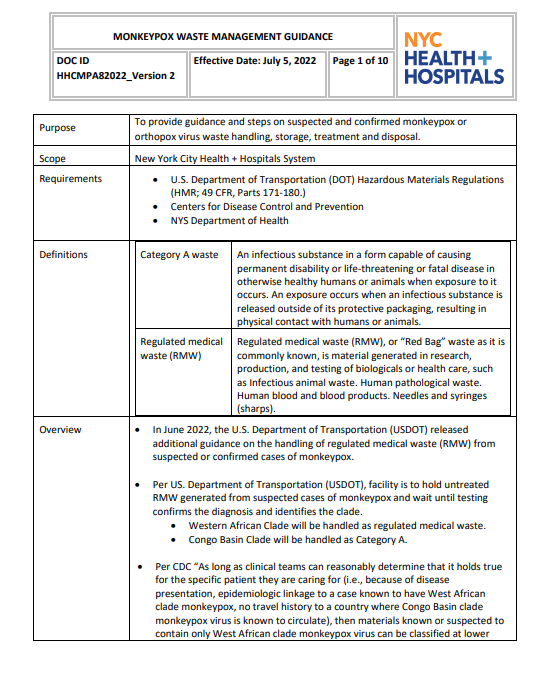 MONKEYPOX WASTE MANAGEMENT GUIDANCE
DOC ID
HHCMPA82022_Version 2
Effective Date: July 5, 2022
Page 1 of 10
NYC
HEALTH+
HOSPITALS
Purpose
To provide guidance and steps on suspected and confirmed monkeypox or
orthopox virus waste handling, storage, treatment and disposal.
Scope
New York City Health + Hospitals System
Requirements
• U.S. Department of Transportation (DOT) Hazardous Materials Regulations
(HMR; 49 CFR, Parts 171-180.)
• Centers for Disease Control and Prevention
• NYS Department of Health
Definitions
Category A waste
An infectious substance in a form capable of causing
permanent disability or life-threatening or fatal disease in
otherwise healthy humans or animals when exposure to it
occurs. An exposure occurs when an infectious substance is
released outside of its protective packaging, resulting in
physical contact with humans or animals.
Regulated medical
waste (RMW)
Regulated medical waste (RMW), or “Red Bag” waste as it is
commonly known, is material generated in research,
production, and testing of biologicals or health care, such
as Infectious animal waste. Human pathological waste.
Human blood and blood products. Needles and syringes
(sharps).
Overview
• In June 2022, the U.S. Department of Transportation (USDOT) released
additional guidance on the handling of regulated medical waste (RMW) from
suspected or confirmed cases of monkeypox.
• Per US. Department of Transportation (USDOT), facility is to hold untreated
RMW generated from suspected cases of monkeypox and wait until testing
confirms the diagnosis and identifies the clade.
• Western African Clade will be handled as regulated medical waste.
• Congo Basin Clade will be handled as Category A.
• Per CDC “As long as clinical teams can reasonably determine that it holds true
for the specific patient they are caring for (i.e., because of disease
presentation, epidemiologic linkage to a case known to have West African
clade monkeypox, no travel history to a country where Congo Basin clade
monkeypox virus is known to circulate), then materials known or suspected to
contain only West African clade monkeypox virus can be classified at lower